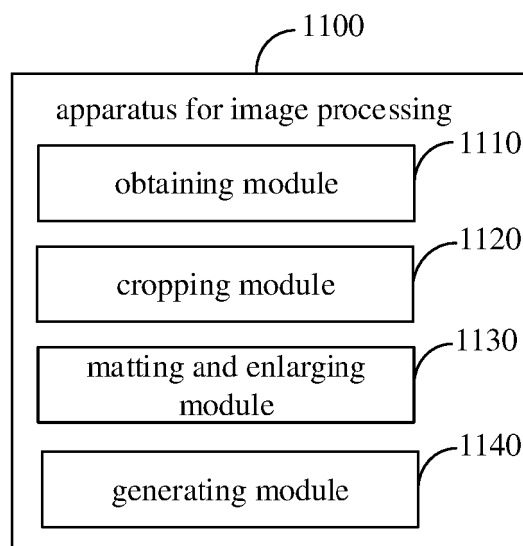 1100
apparatus for image processing
1110
obtaining module
1120
cropping module
1130
matting and enlarging
module
1140
generating module